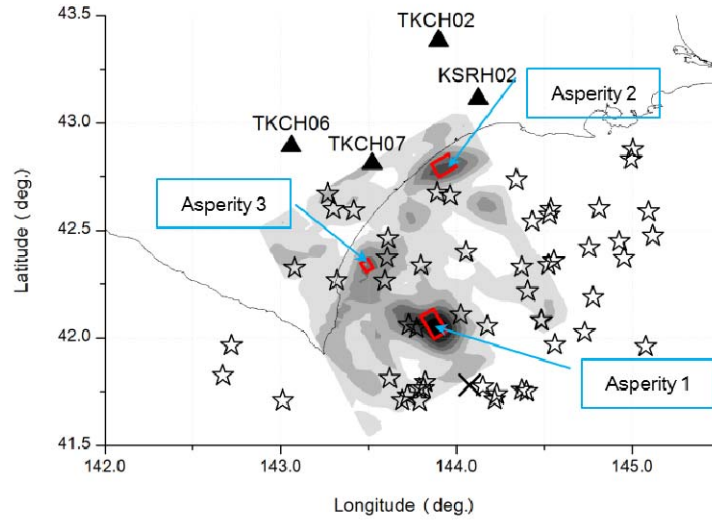 43.5
TKCH02
KSRH02
Asperity 2
43.0
TKCH06
TKCH07
Asperity 3
42.5
Latitude (deg.)
42.0
Asperity 1
41.5
142.0 143.0 144.0 145.0
Longitude (deg.)